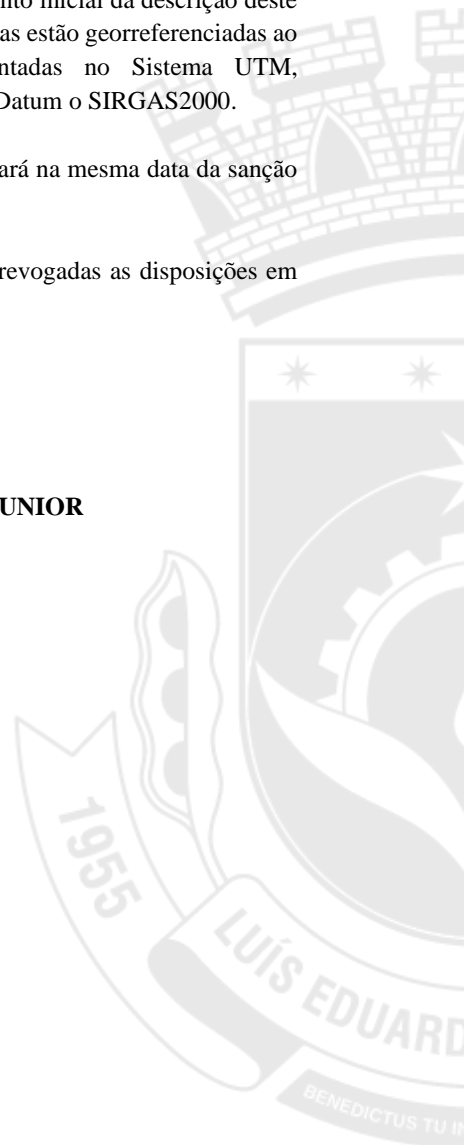 nto inicial da descrição deste
as estão georreferenciadas ao
ntadas no Sistema UTM,
Datum o SIRGAS2000.
ará na mesma data da sanção
revogadas as disposições em
UNIOR
1955
LUÍS EDUARD
BENEDICTUS TU IN